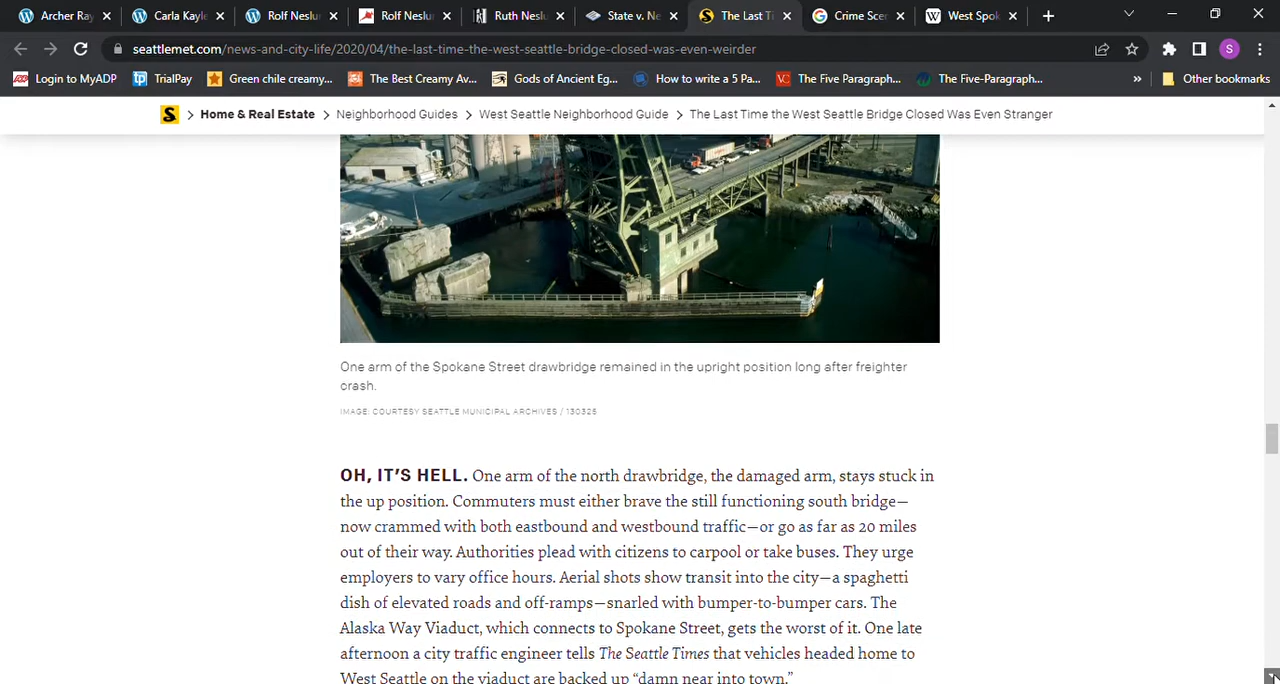 Archer Ray
Carla Kayle
Rolf Neslu
Rolf Neslu
Ruth Neslu
State v. Ne
The Last Ti
Crime Scen
West Spok
seattlemet.com/news-and-city-life/2020/04/the-last-time-the-west-seattle-bridge-closed-was-even-weirder
S
Login to MyADP
TrialPay
Green chile creamy...
The Best Creamy Av...
Gods of Ancient Eg...
How to write a 5 Pa...
The Five Paragraph...
The Five-Paragraph...
»
Other bookmarks
S > Home & Real Estate > Neighborhood Guides > West Seattle Neighborhood Guide > The Last Time the West Seattle Bridge Closed Was Even Stranger
One arm of the Spokane Street drawbridge remained in the upright position long after freighter
crash.
IMAGE: COURTESY SEATTLE MUNICIPAL ARCHIVES / 130325
OH, IT'S HELL. One arm of the north drawbridge, the damaged arm, stays stuck in
the up position. Commuters must either brave the still functioning south bridge—
now crammed with both eastbound and westbound traffic—or go as far as 20 miles
out of their way. Authorities plead with citizens to carpool or take buses. They urge
employers to vary office hours. Aerial shots show transit into the city—a spaghetti
dish of elevated roads and off-ramps—snarled with bumper-to-bumper cars. The
Alaska Way Viaduct, which connects to Spokane Street, gets the worst of it. One late
afternoon a city traffic engineer tells The Seattle Times that vehicles headed home to
West Seattle on the viaduct are backed up “damn near into town.”